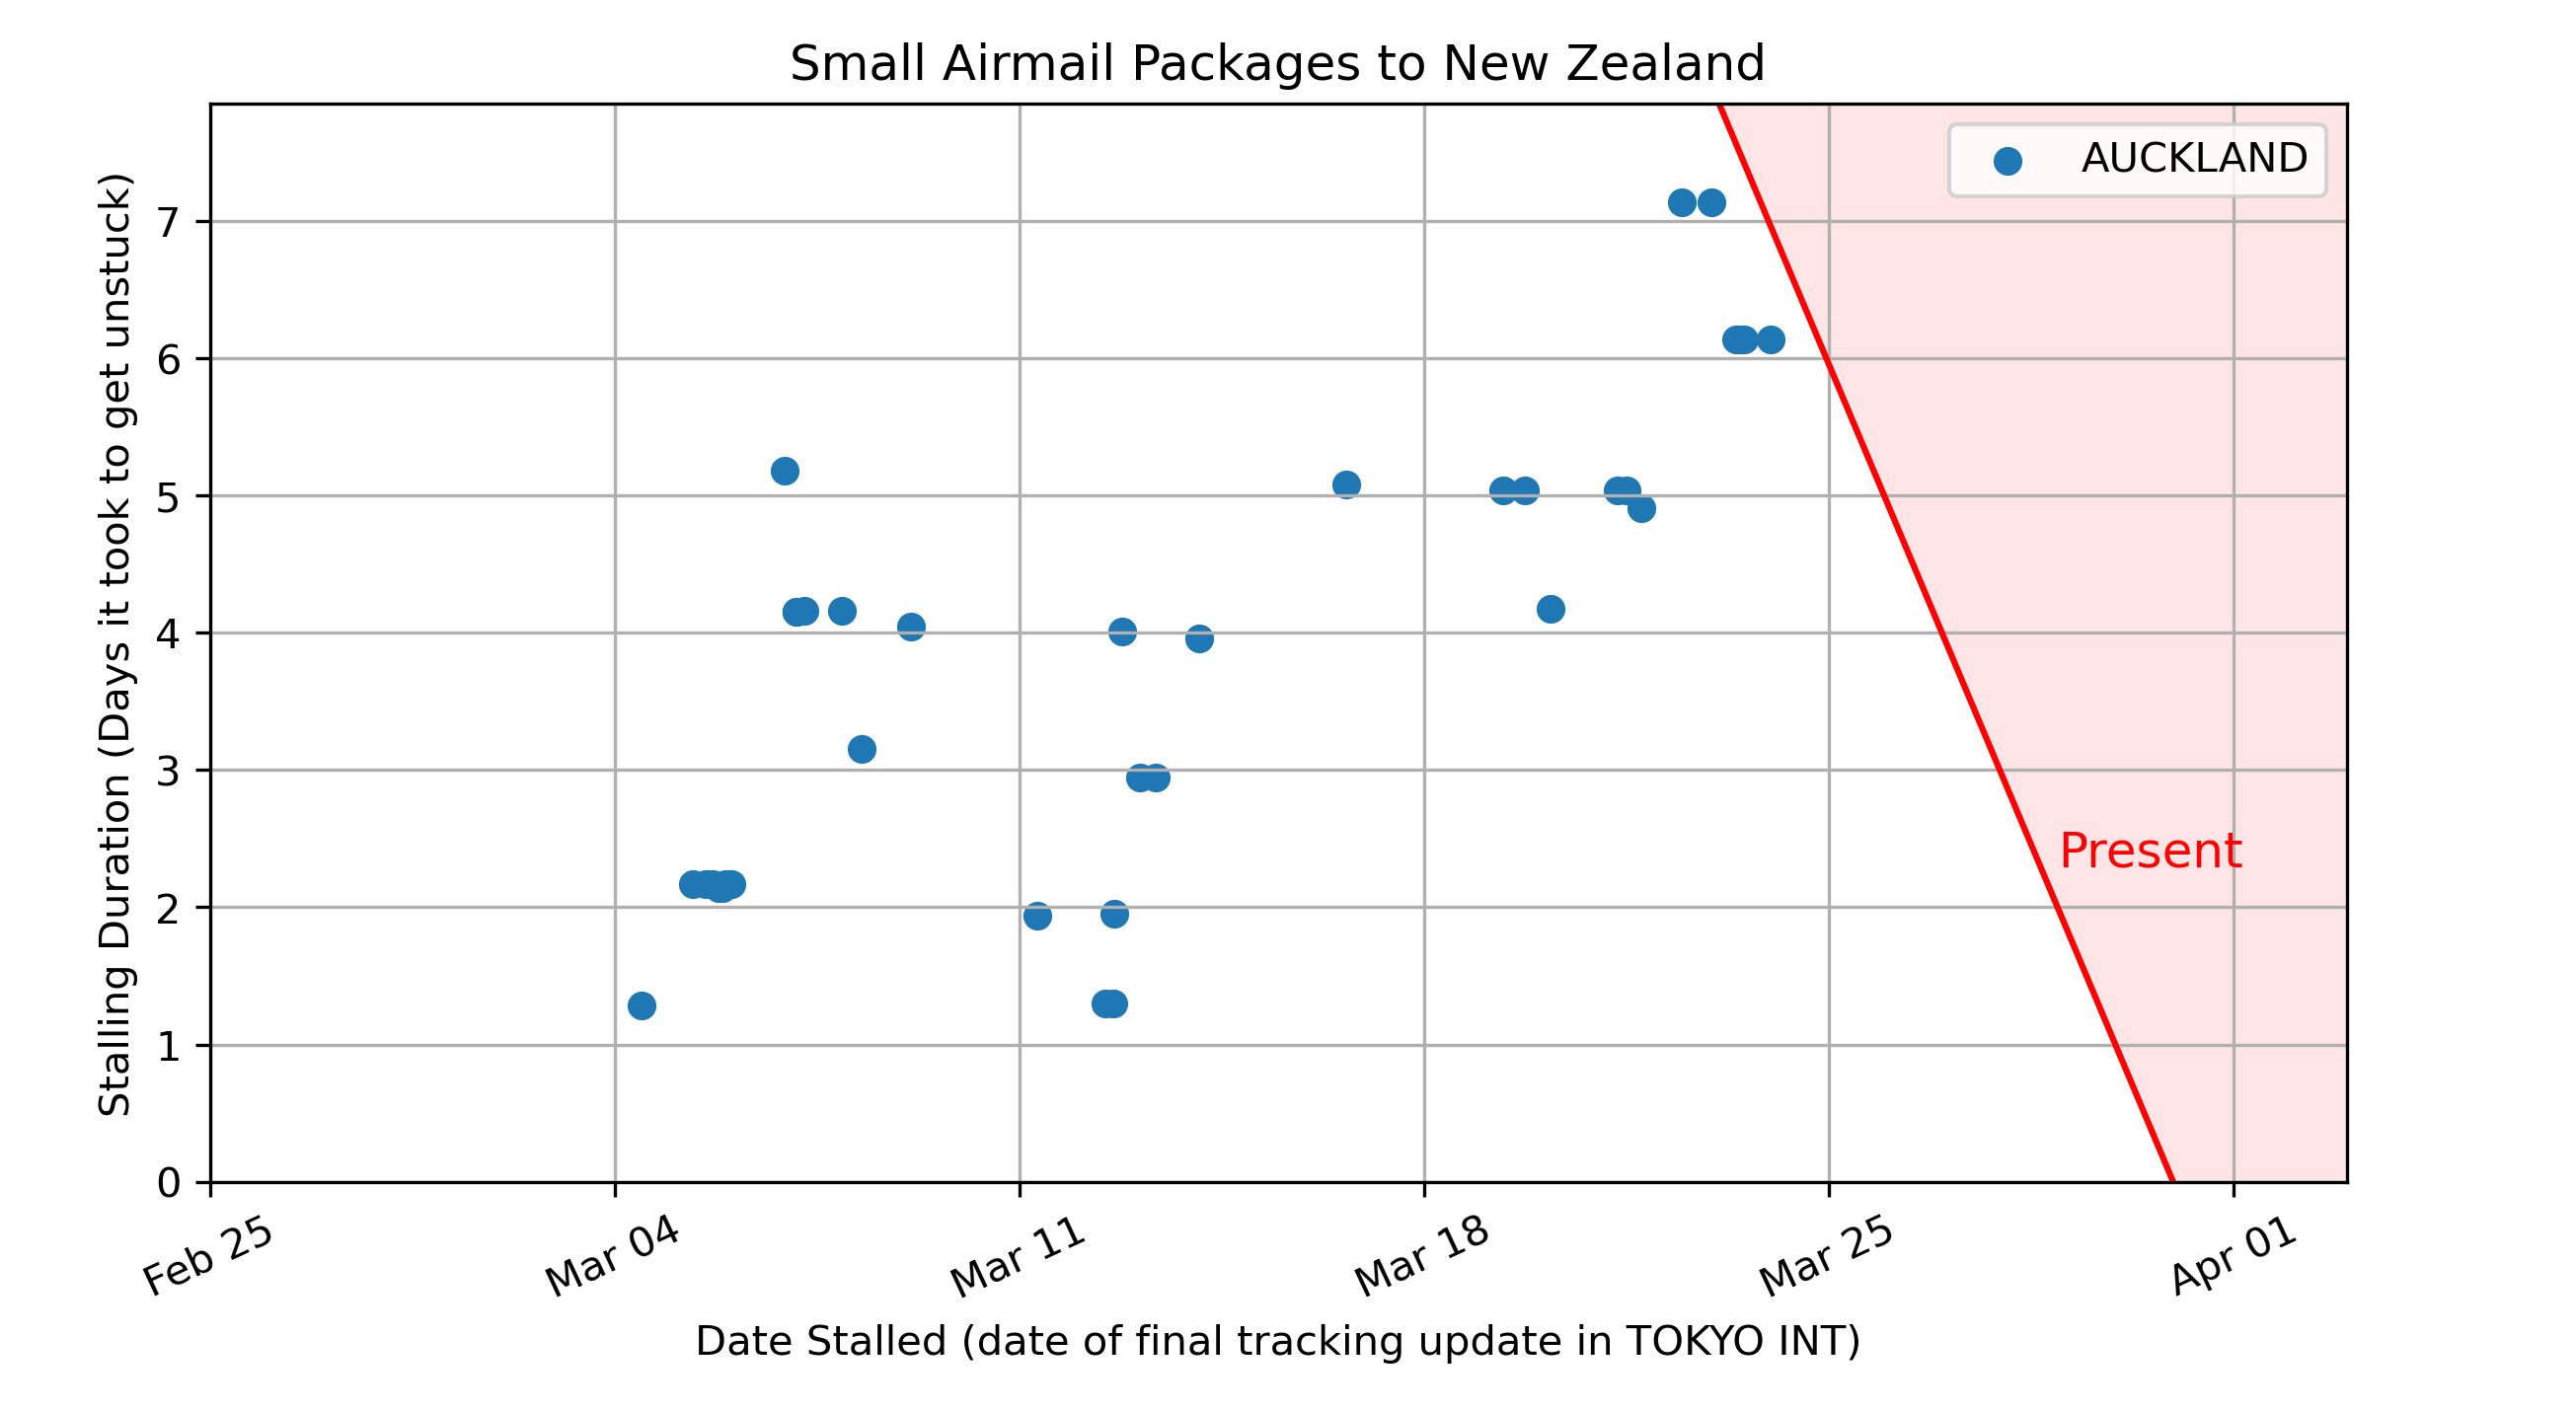 Small Airmail Packages to New Zealand
AUCKLAND
Stalling Duration (Days it took to get unstuck)
7
6
5
4
3
2
1
0
Present
Feb 25
Mar 04
Mar 11
Mar 18
Mar 25
Apr 01
Date Stalled (date of final tracking update in TOKYO INT)